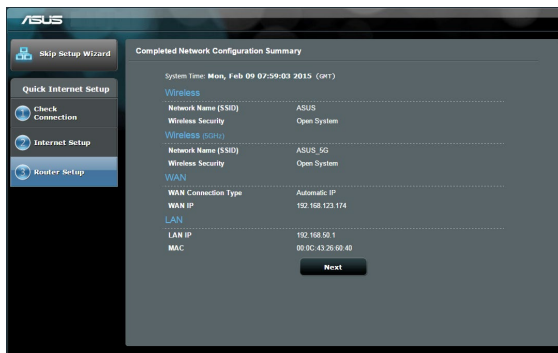 ASUS
Skip Setup Wizard
Quick Internet Setup
1 Check Connection
2 Internet Setup
3 Router Setup
Completed Network Configuration Summary
System Time: Mon, Feb 09 07:59:03 2015 (GMT)
Wireless
Network Name (SSID) ASUS
Wireless Security Open System
Wireless (5GHz)
Network Name (SSID) ASUS_5G
Wireless Security Open System
WAN
WAN Connection Type Automatic IP
WAN IP 192.168.123.174
LAN
LAN IP 192.168.50.1
MAC 00:0C:43:26:60:40
Next